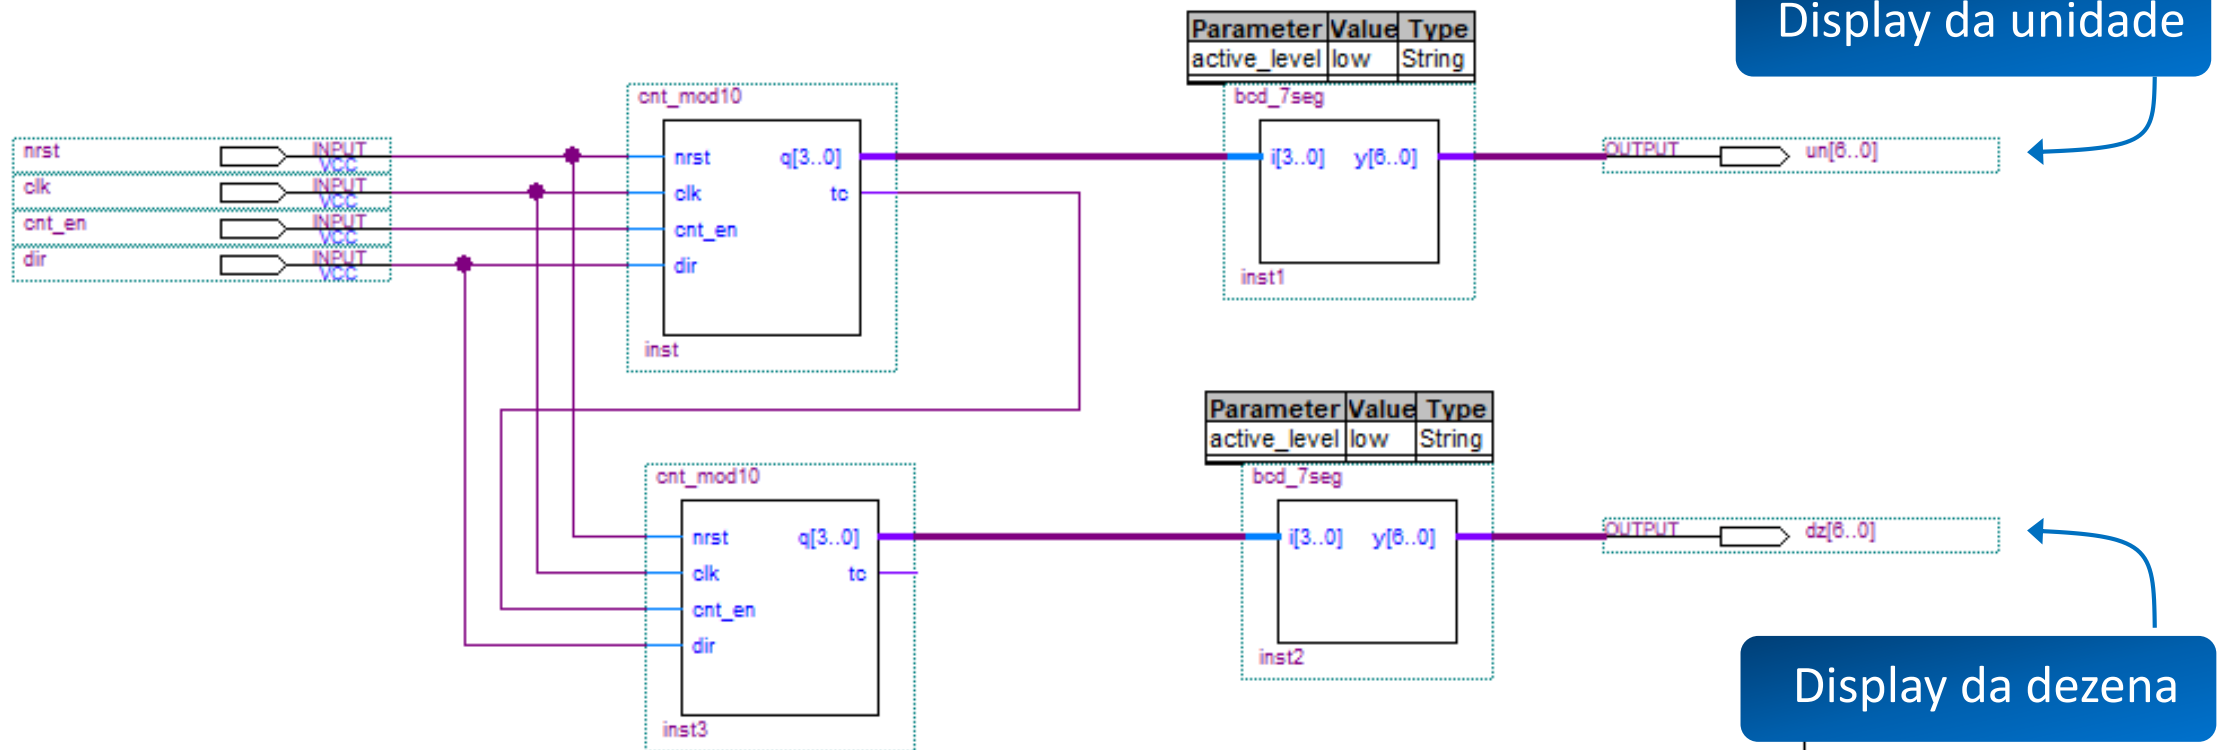 Display da unidade
Parameter Value Type
active_level low String
cnt_mod10
bcd_7seg
nrst INPUT VCC
clk INPUT VCC
cnt_en INPUT VCC
dir INPUT VCC
nrst q[3..0]
clk tc
cnt_en
dir
inst
i[3..0] y[6..0]
inst1
OUTPUT un[6..0]
Parameter Value Type
active_level low String
cnt_mod10
bcd_7seg
nrst q[3..0]
clk tc
cnt_en
dir
inst3
i[3..0] y[6..0]
inst2
OUTPUT dz[6..0]
Display da dezena